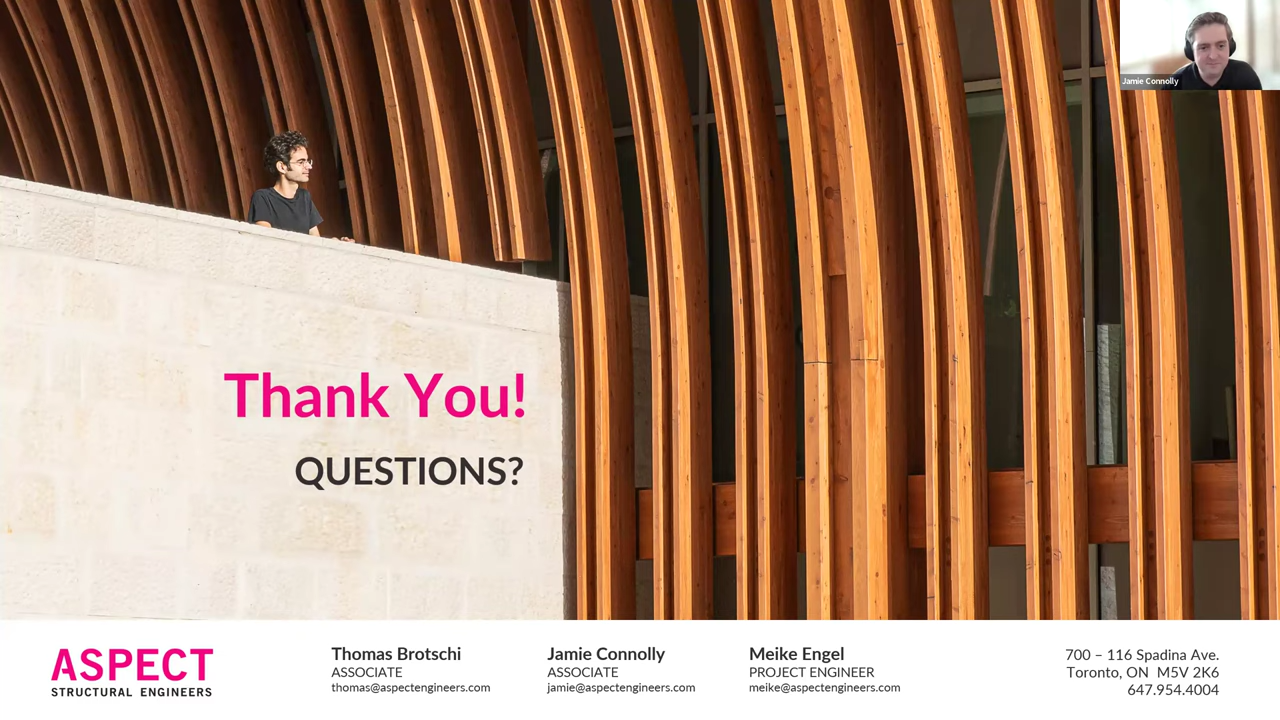 Jamie Connolly
Thank You!
QUESTIONS?
ASPECT
STRUCTURAL ENGINEERS
Thomas Brotschi
ASSOCIATE
thomas@aspectengineers.com
Jamie Connolly
ASSOCIATE
jamie@aspectengineers.com
Meike Engel
PROJECT ENGINEER
meike@aspectengineers.com
700 – 116 Spadina Ave.
Toronto, ON  M5V 2K6
647.954.4004